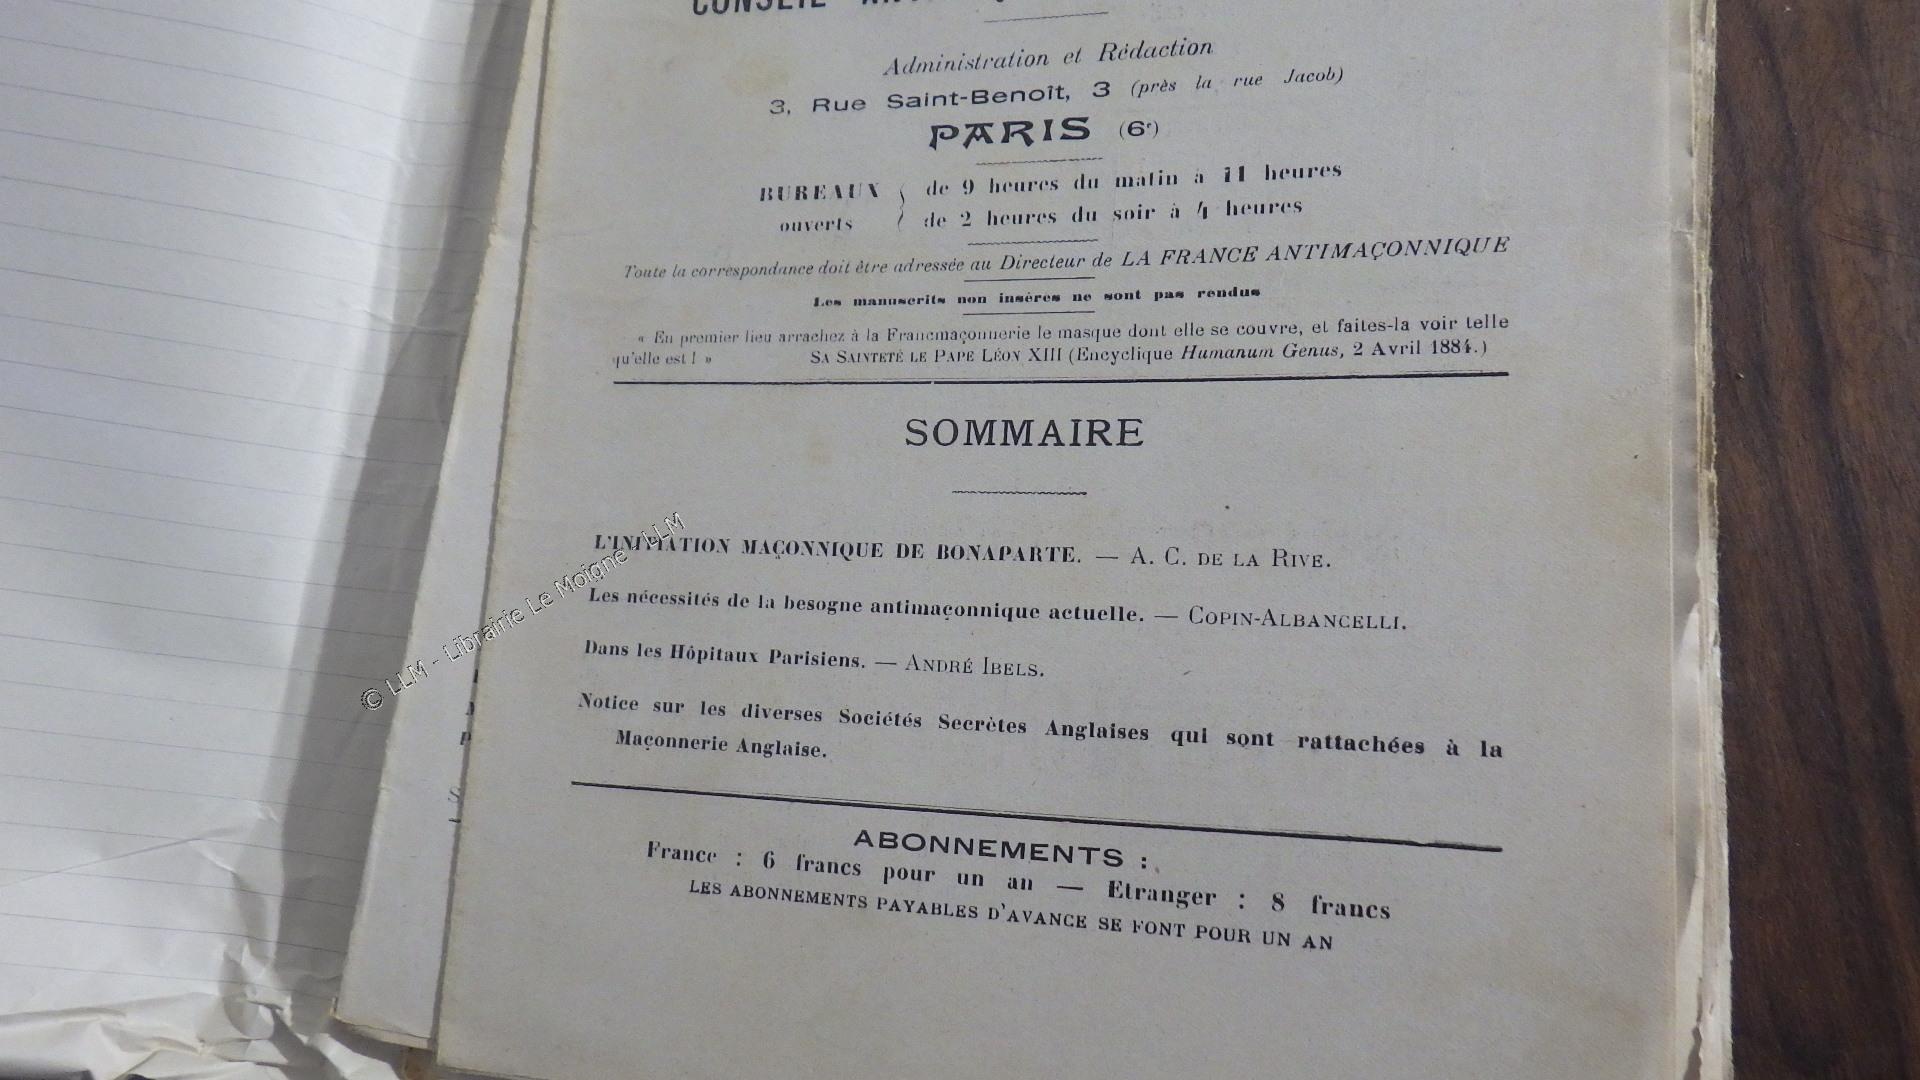 CONSEIL
Administration et Rédaction
3, Rue Saint-Benoît, 3 (près la rue Jacob)
PARIS (6e)
BUREAUX ouverts { de 9 heures du matin à 11 heures
{ de 2 heures du soir à 4 heures
Toute la correspondance doit être adressée au Directeur de LA FRANCE ANTIMAÇONNIQUE
Les manuscrits non insérés ne sont pas rendus
« En premier lieu arrachez à la Francmaçonnerie le masque dont elle se couvre, et faites-la voir telle
qu'elle est ! » SA SAINTETÉ LE PAPE LÉON XIII (Encyclique Humanum Genus, 2 Avril 1884.)
SOMMAIRE
L'INITIATION MAÇONNIQUE DE BONAPARTE. — A. C. DE LA RIVE.
Les nécessités de la besogne antimaçonnique actuelle. — COPIN-ALBANCELLI.
Dans les Hôpitaux Parisiens. — ANDRÉ IBELS.
Notice sur les diverses Sociétés Secrètes Anglaises qui sont rattachées à la
Maçonnerie Anglaise.
ABONNEMENTS :
France : 6 francs pour un an — Etranger : 8 francs
LES ABONNEMENTS PAYABLES D'AVANCE SE FONT POUR UN AN
© LLM - Librairie Le Moigne - LLM